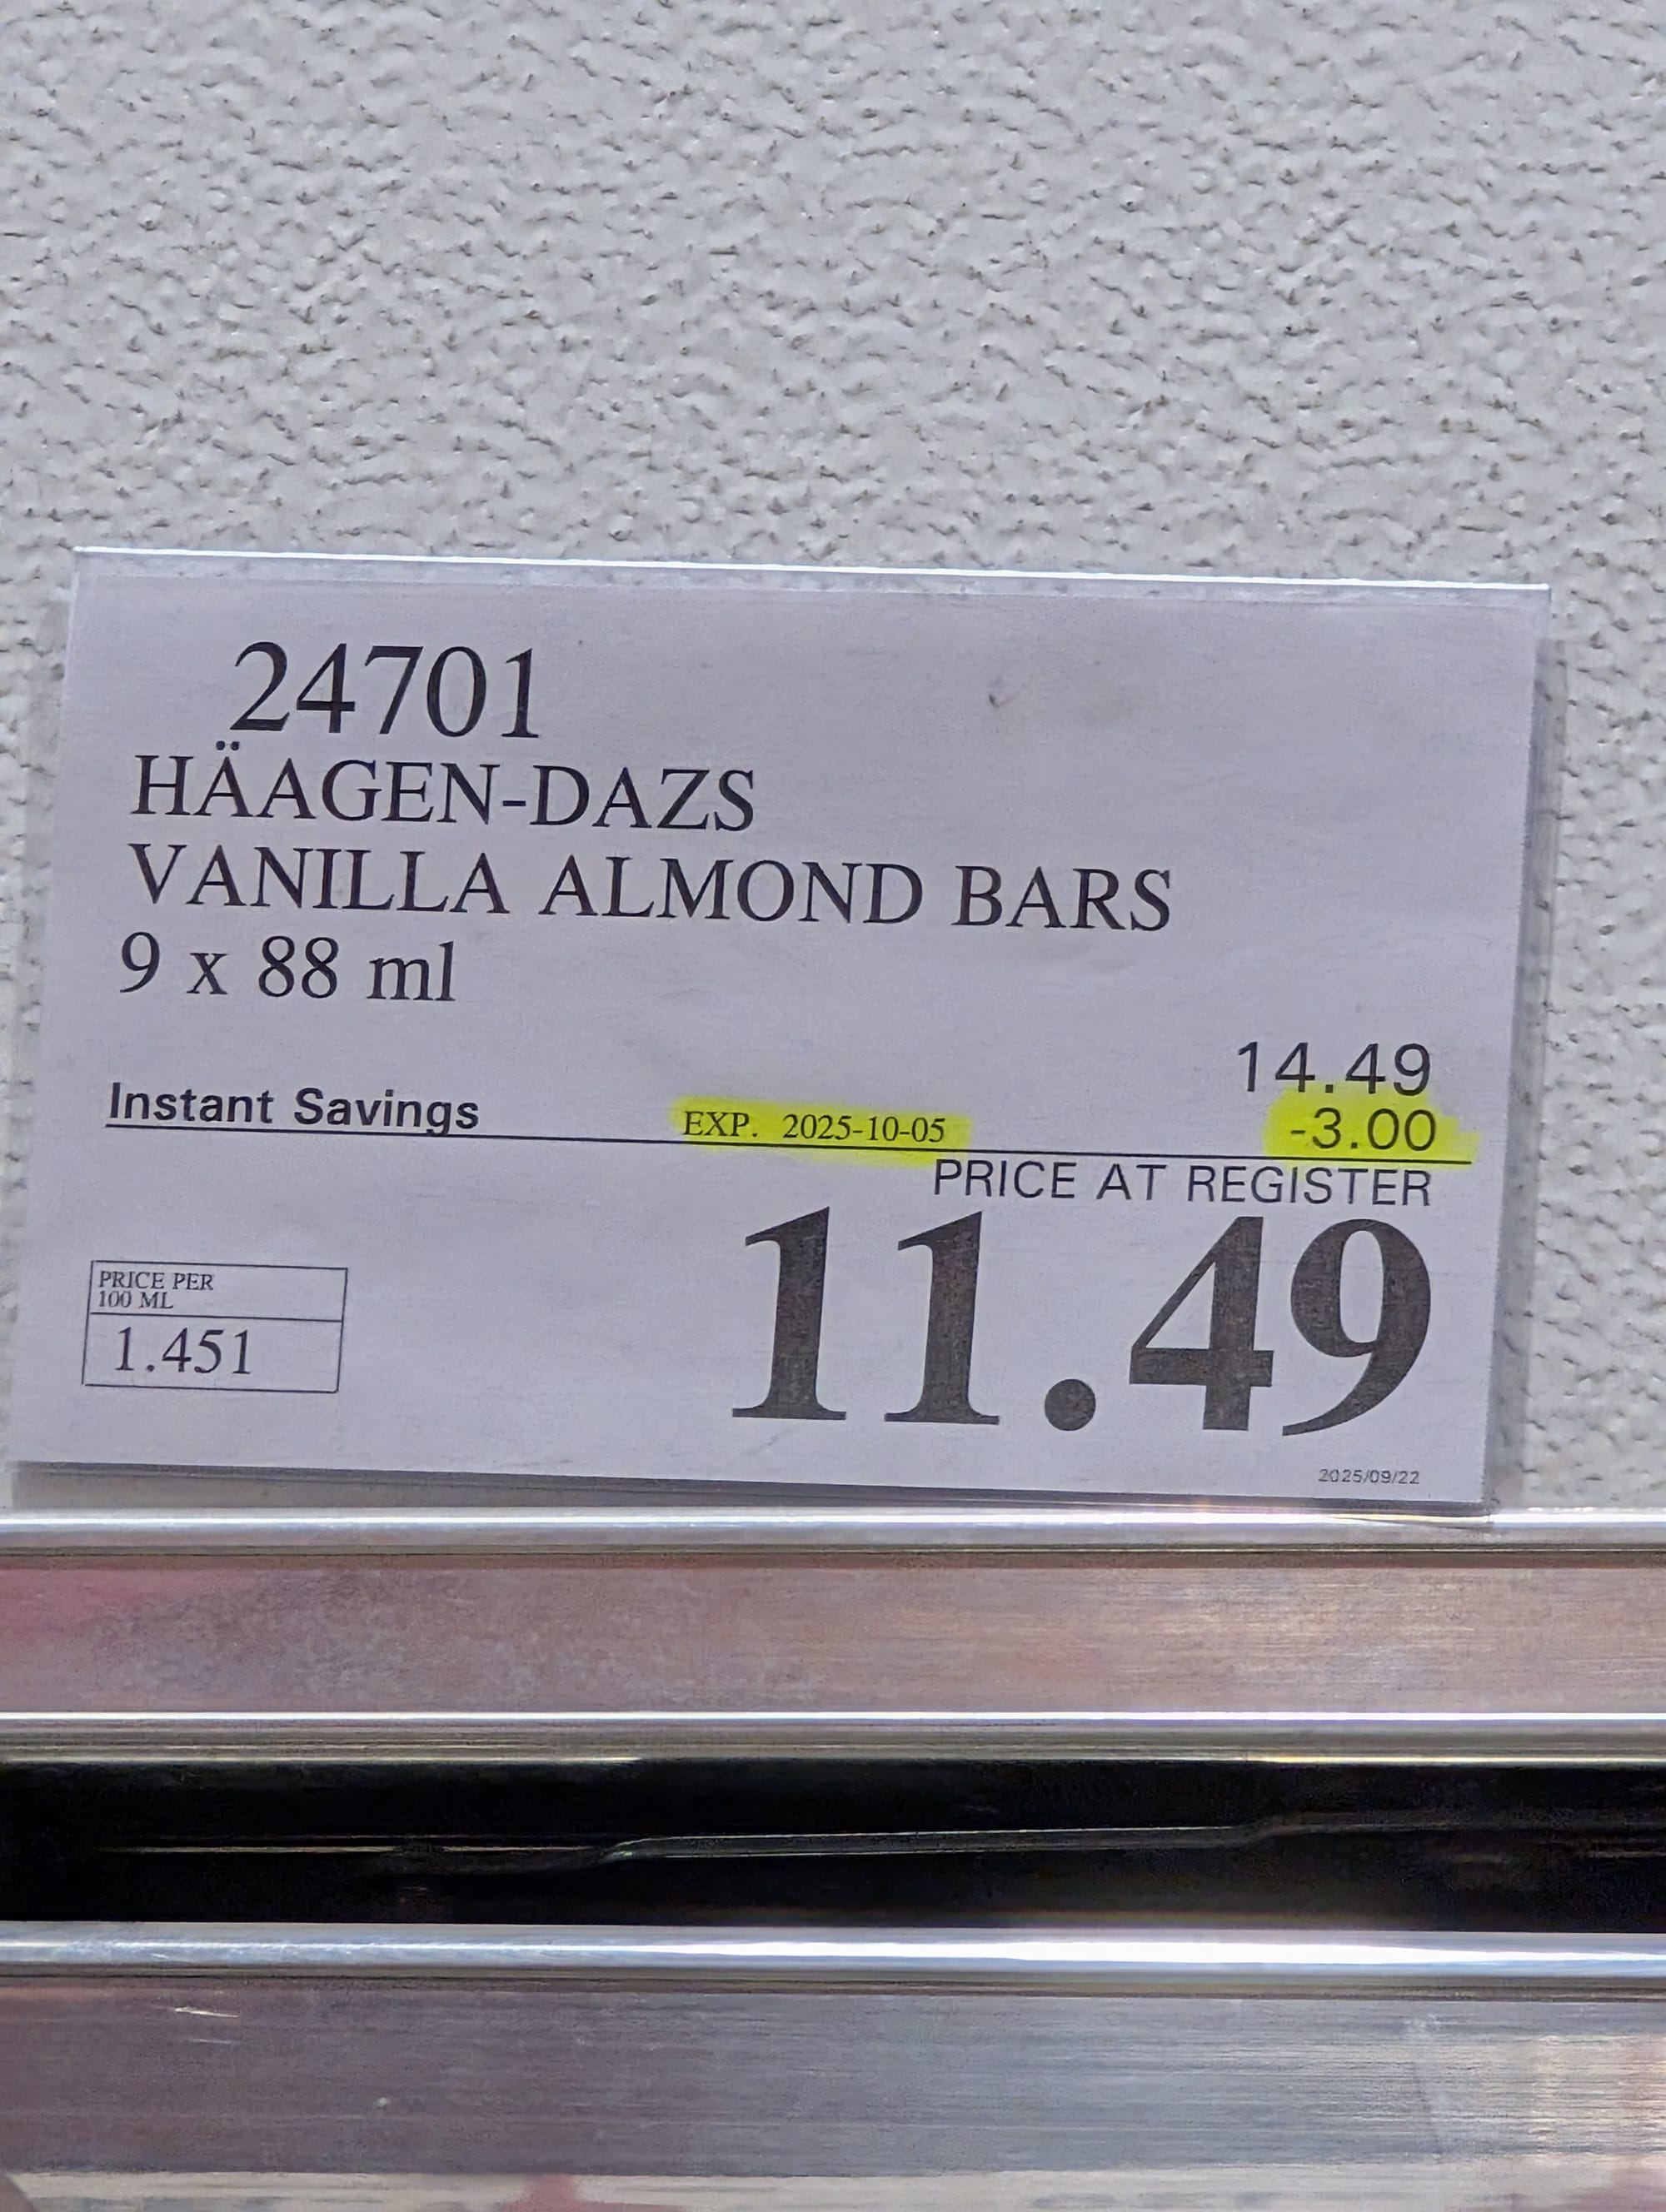 24701
HÄAGEN-DAZS
VANILLA ALMOND BARS
9 x 88 ml
14.49
Instant Savings EXP. 2025-10-05 -3.00
PRICE AT REGISTER
11.49
PRICE PER
100 ML
1.451
2025/09/22